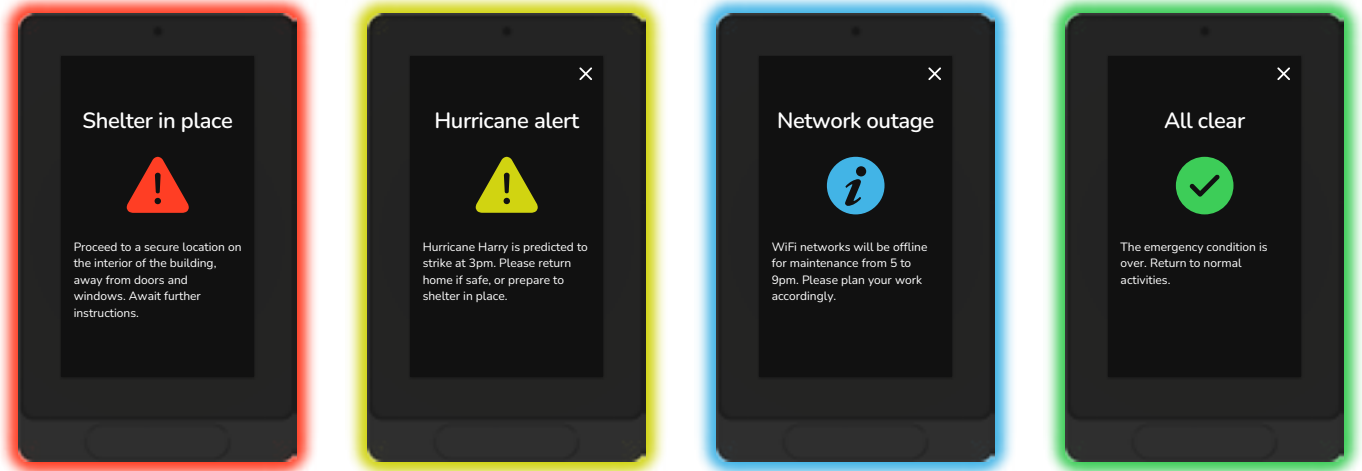 Shelter in place
Proceed to a secure location on
the interior of the building,
away from doors and
windows. Await further
instructions.
Hurricane alert
Hurricane Harry is predicted to
strike at 3pm. Please return
home if safe, or prepare to
shelter in place.
Network outage
WiFi networks will be offline
for maintenance from 5 to
9pm. Please plan your work
accordingly.
All clear
The emergency condition is
over. Return to normal
activities.